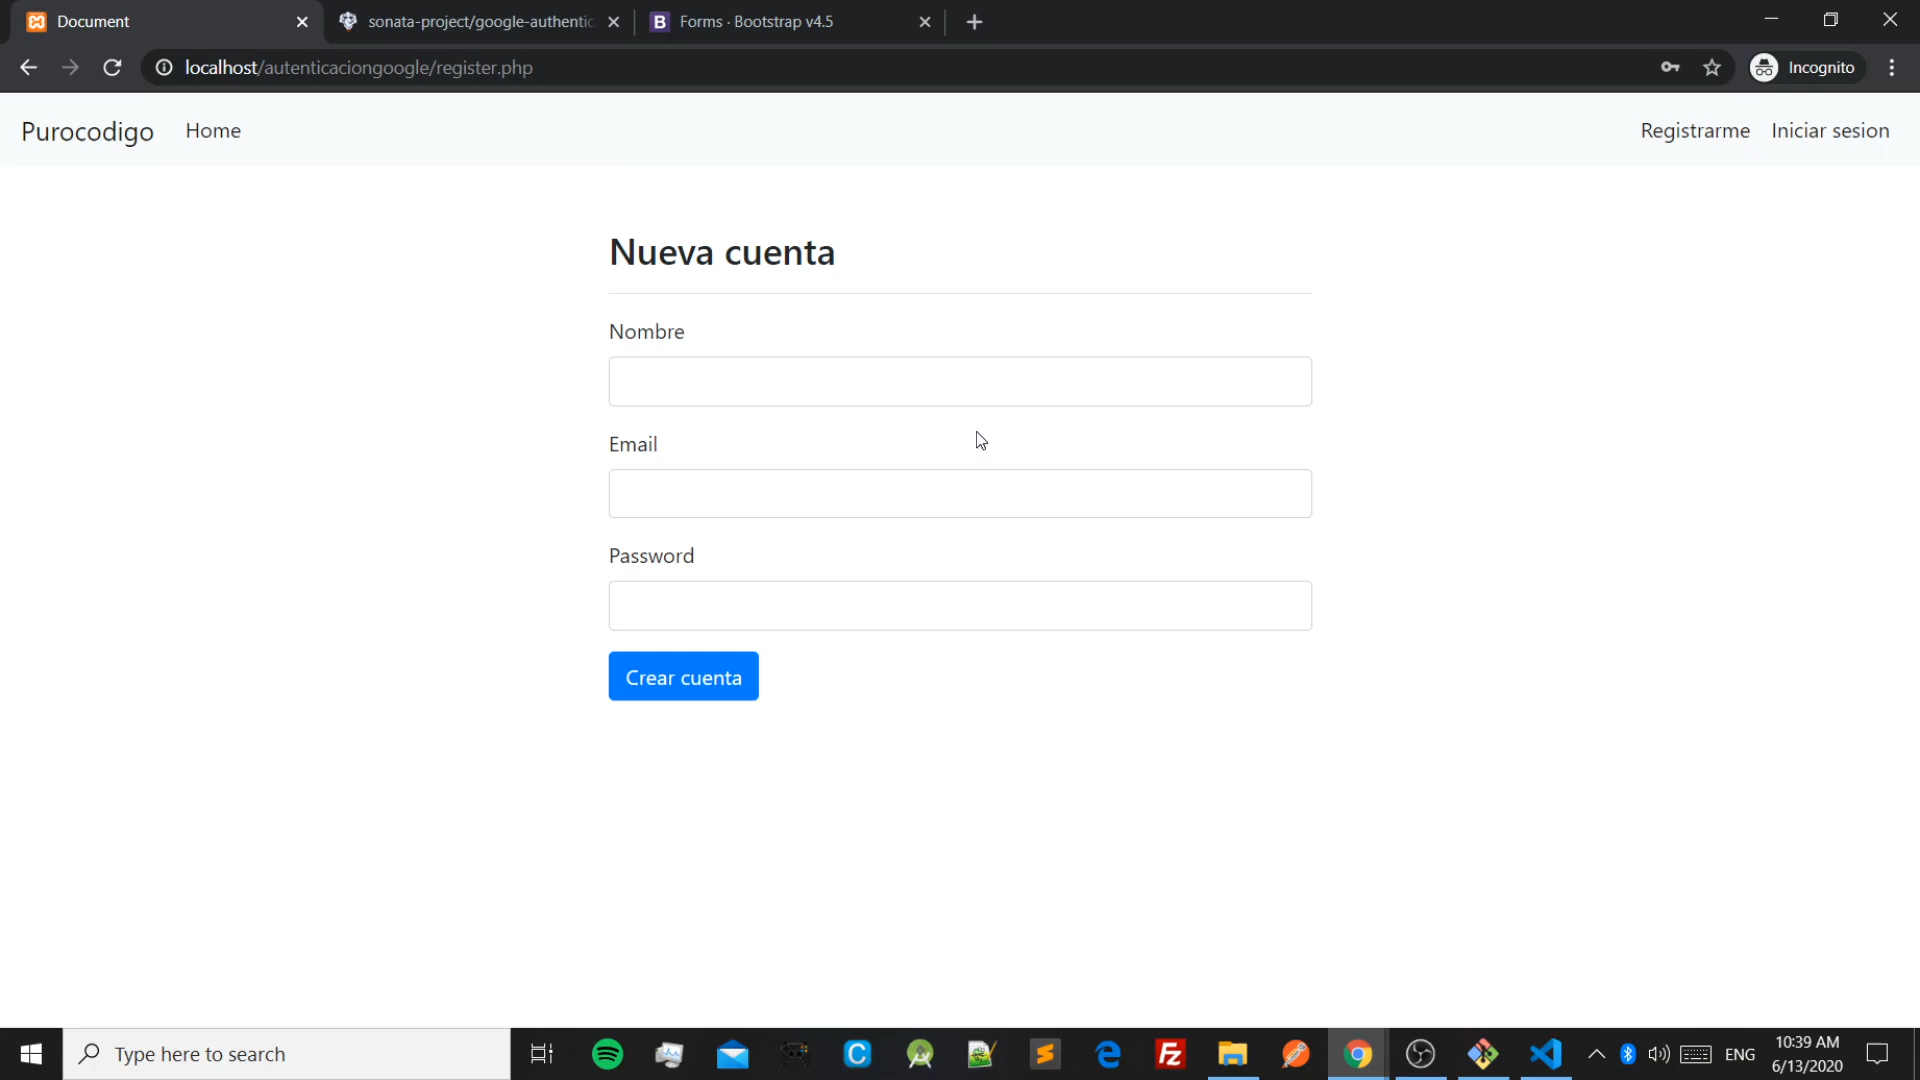 Document
sonata-project/google-authentic
Forms · Bootstrap v4.5
localhost/autenticaciongoogle/register.php
Incognito
Purocodigo
Home
Registrarme
Iniciar sesion
Nueva cuenta
Nombre
Email
Password
Crear cuenta
Type here to search
ENG
10:39 AM
6/13/2020